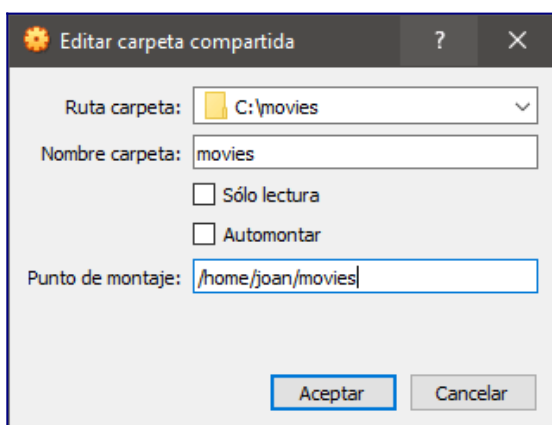 Editar carpeta compartida ?
Ruta carpeta: C:\movies
Nombre carpeta: movies
Sólo lectura
Automontar
Punto de montaje: /home/joan/movies
Aceptar Cancelar